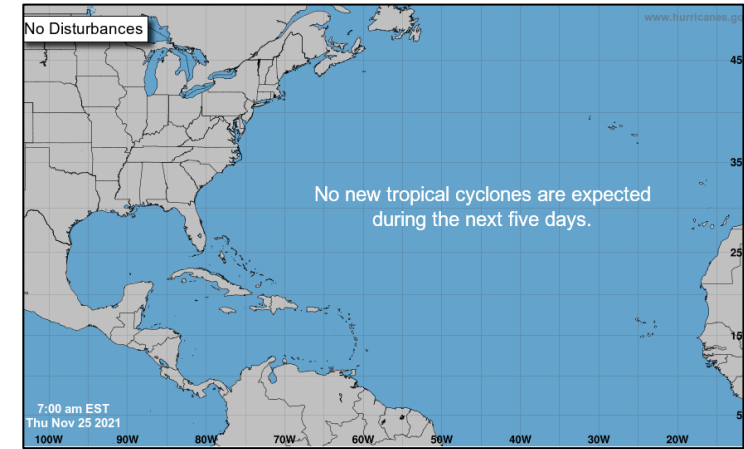 No Disturbances
www.hurricanes.go
45
35
No new tropical cyclones are expected
during the next five days.
25
15
7:00 am EST
Thu Nov 25 2021
5
100W 90W 80W 70W 60W 50W 40W 30W 20W